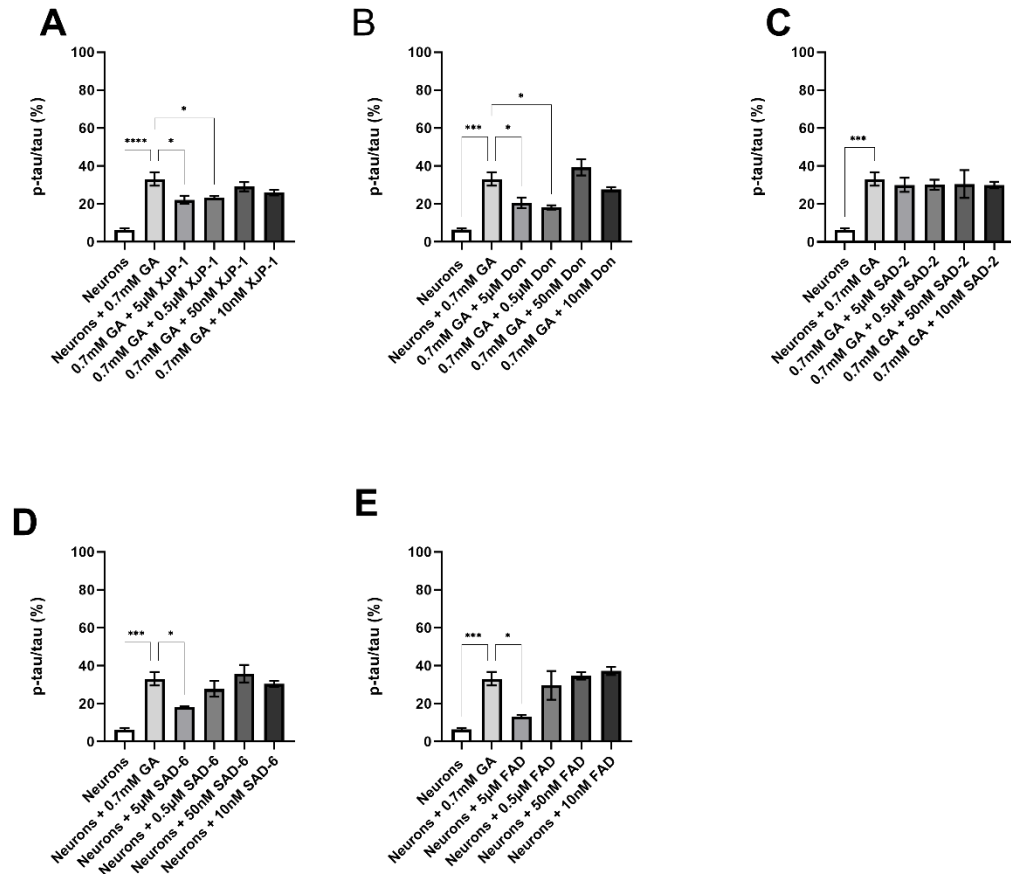 A
p-tau/tau (%)
100
80
60
40
20
0
****
*
*
Neurons
Neurons + 0.7mM GA
0.7mM GA + 5µM XJP-1
0.7mM GA + 0.5µM XJP-1
0.7mM GA + 50nM XJP-1
0.7mM GA + 10nM XJP-1
B
p-tau/tau (%)
100
80
60
40
20
0
***
*
*
Neurons
Neurons + 0.7mM GA
0.7mM GA + 5µM Don
0.7mM GA + 0.5µM Don
0.7mM GA + 50nM Don
0.7mM GA + 10nM Don
C
p-tau/tau (%)
100
80
60
40
20
0
***
Neurons
Neurons + 0.7mM GA
0.7mM GA + 5µM SAD-2
0.7mM GA + 0.5µM SAD-2
0.7mM GA + 50nM SAD-2
0.7mM GA + 10nM SAD-2
D
p-tau/tau (%)
100
80
60
40
20
0
***
*
Neurons
Neurons + 0.7mM GA
Neurons + 5µM SAD-6
Neurons + 0.5µM SAD-6
Neurons + 50nM SAD-6
Neurons + 10nM SAD-6
E
p-tau/tau (%)
100
80
60
40
20
0
***
*
Neurons
Neurons + 0.7mM GA
Neurons + 5µM FAD
Neurons + 0.5µM FAD
Neurons + 50nM FAD
Neurons + 10nM FAD